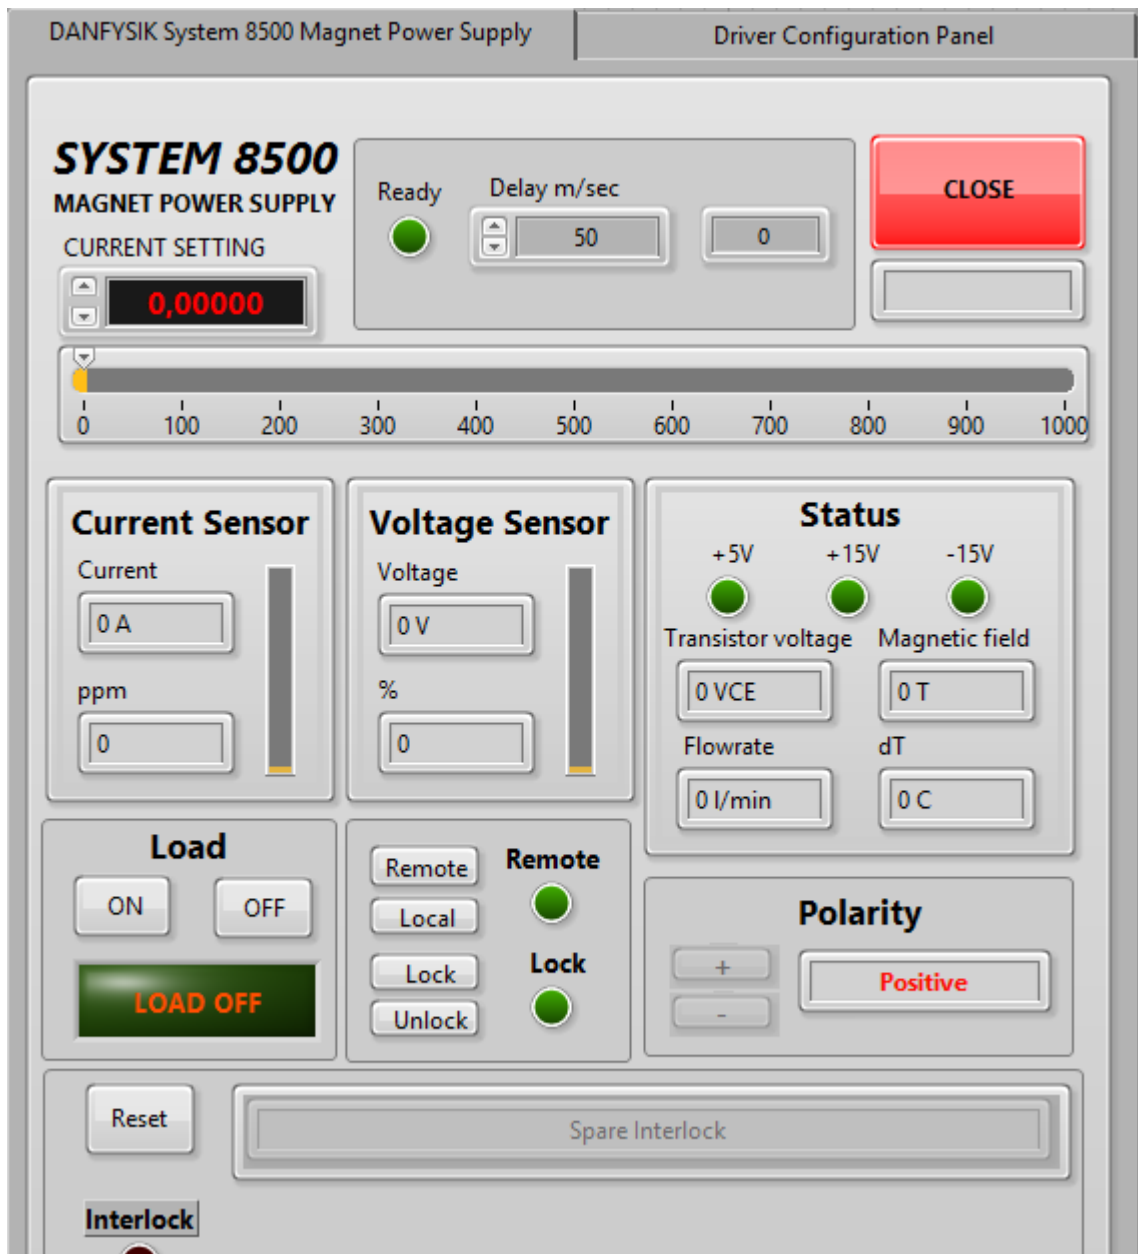 DANFYSIK System 8500 Magnet Power Supply
Driver Configuration Panel
SYSTEM 8500
MAGNET POWER SUPPLY
CURRENT SETTING
0,00000
Ready
Delay m/sec
50
0
CLOSE
0 100 200 300 400 500 600 700 800 900 1000
Current Sensor
Current
0 A
ppm
0
Voltage Sensor
Voltage
0 V
%
0
Status
+5V +15V -15V
Transistor voltage
0 VCE
Magnetic field
0 T
Flowrate
0 l/min
dT
0 C
Load
ON OFF
LOAD OFF
Remote
Local
Lock
Unlock
Remote
Lock
Polarity
+
-
Positive
Reset
Spare Interlock
Interlock